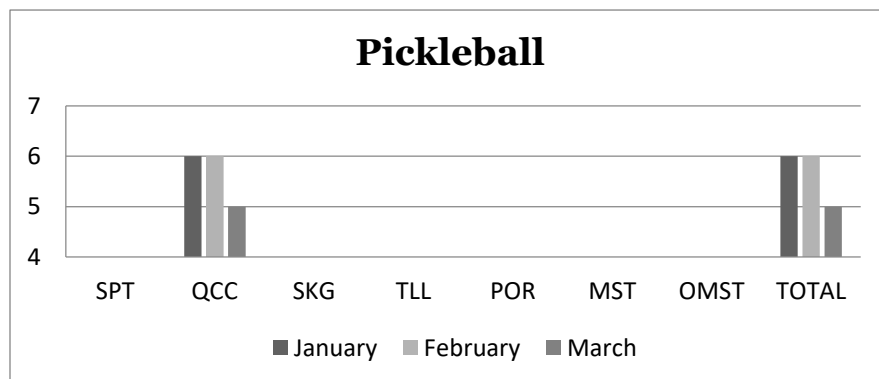 Pickleball
7
6
5
4
SPT QCC SKG TLL POR MST OMST TOTAL
January February March